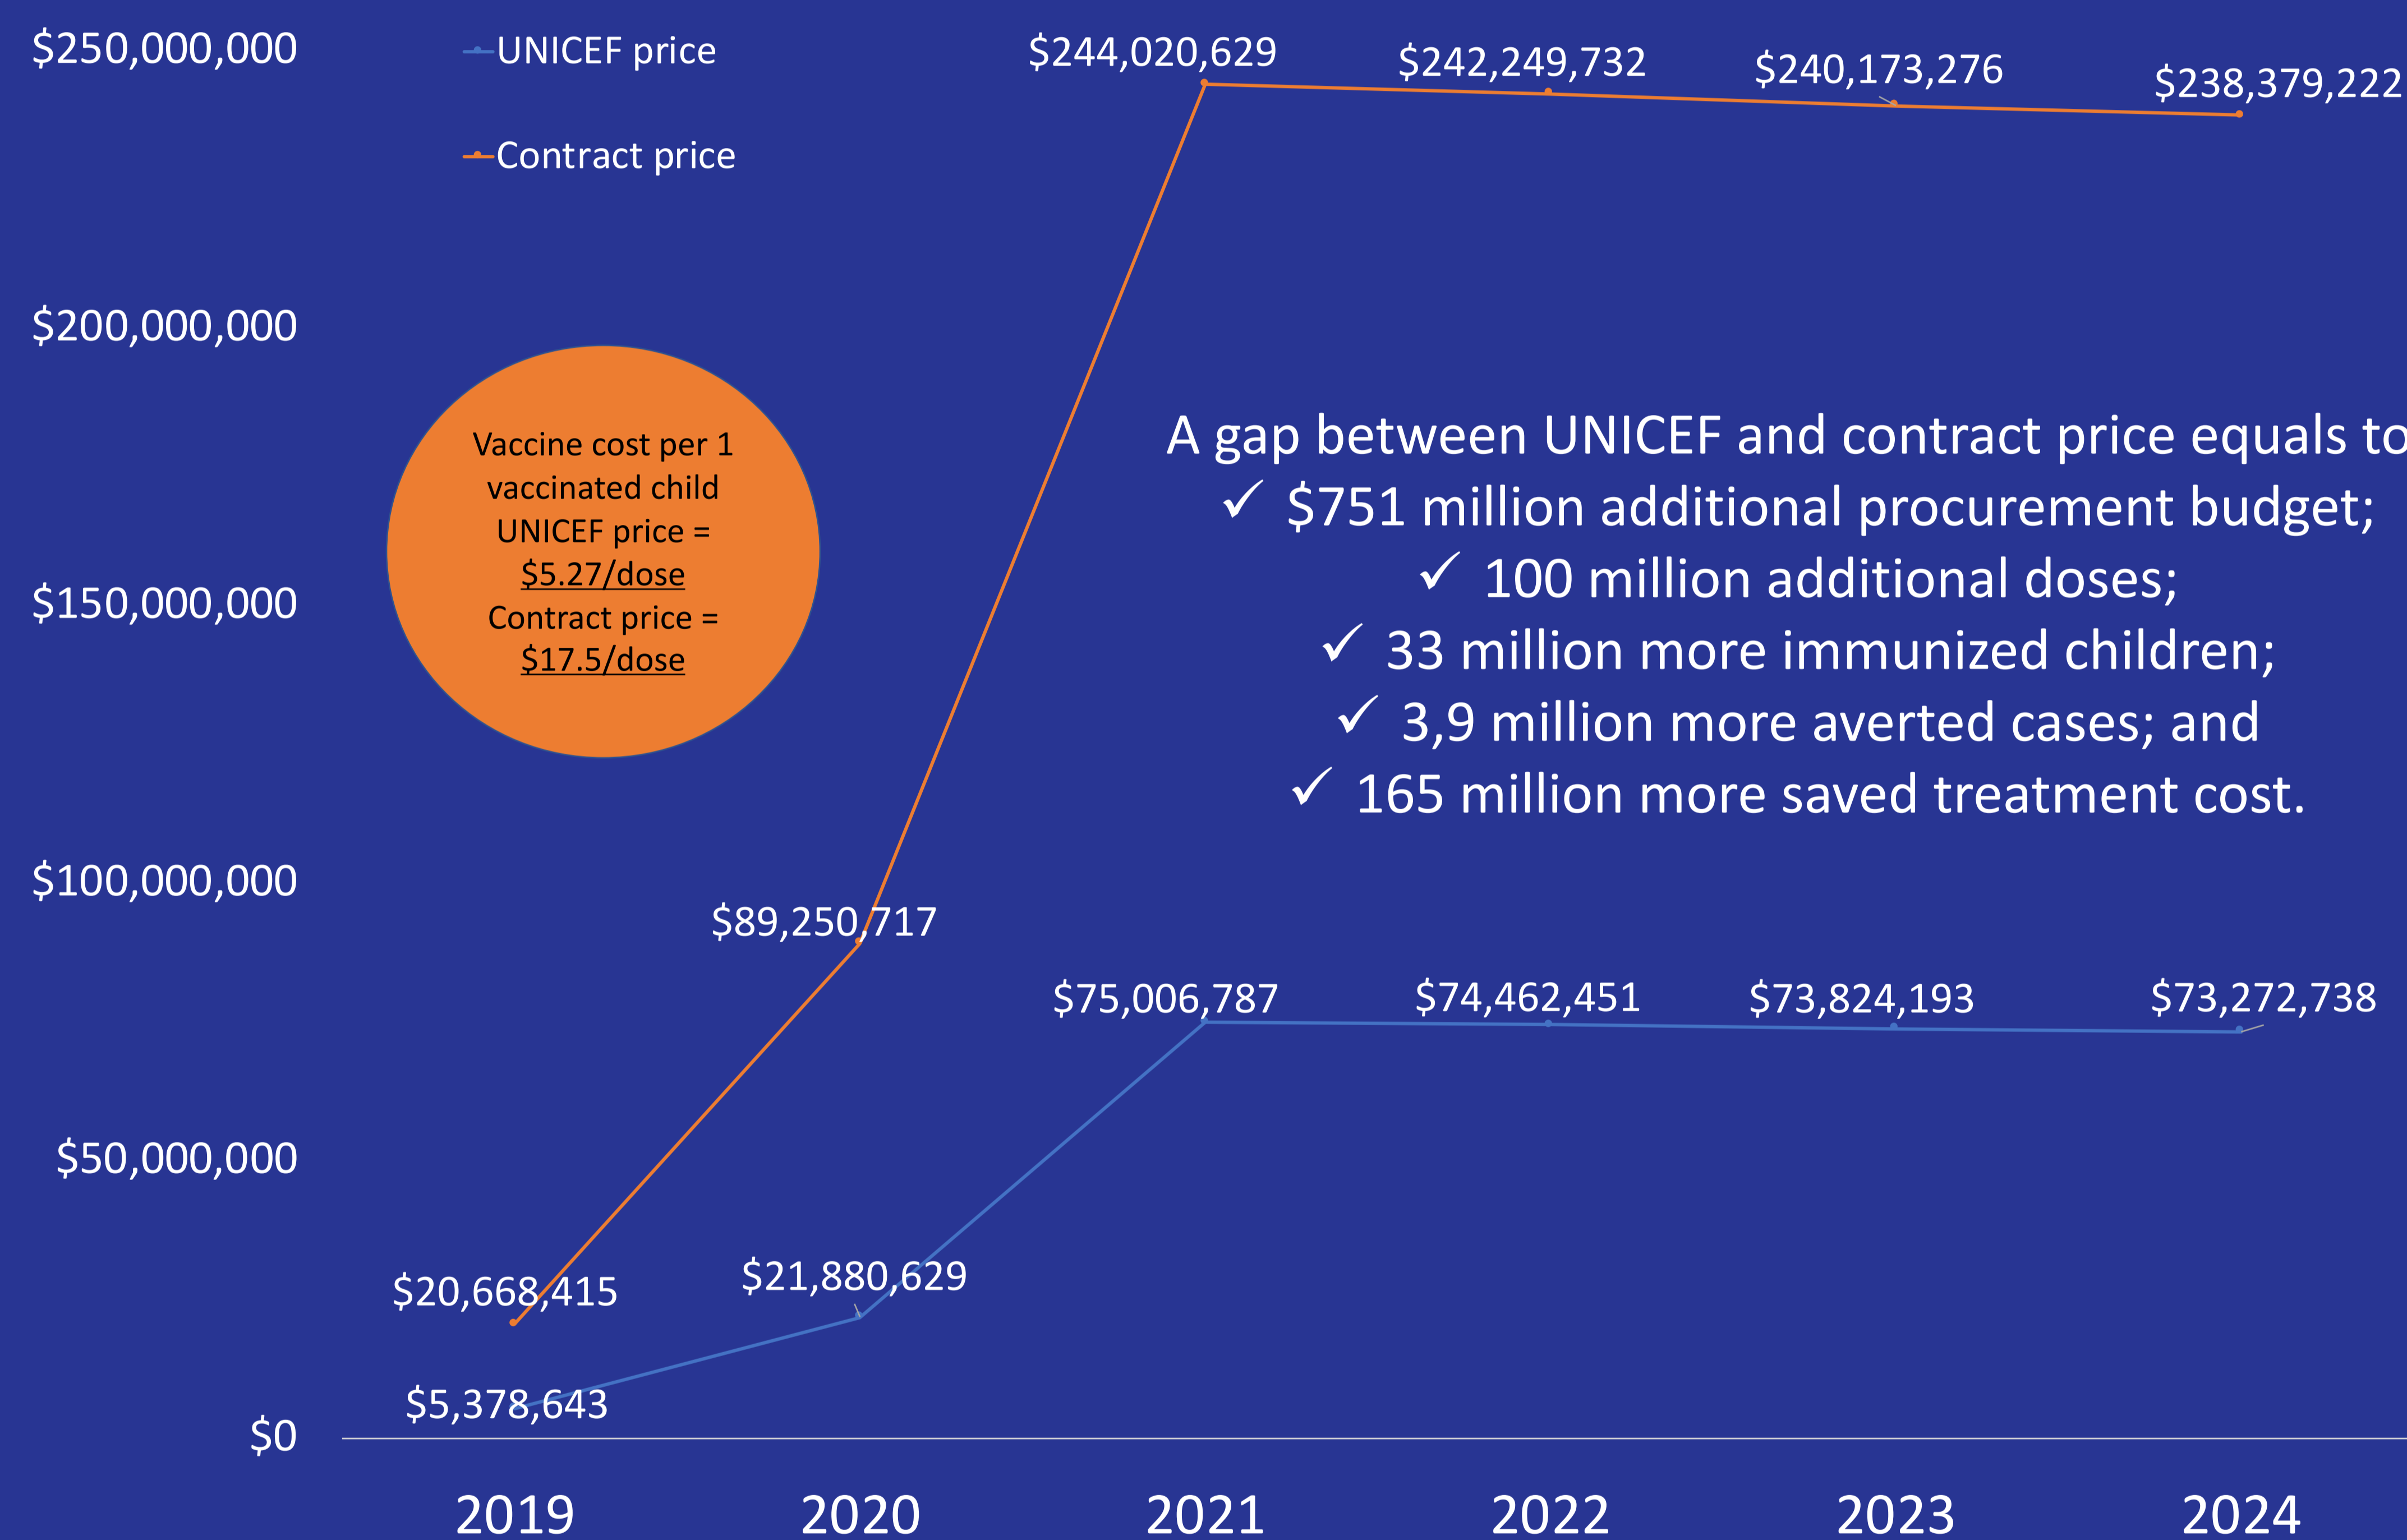 $250,000,000
UNICEF price
Contract price
$244,020,629
$242,249,732
$240,173,276
$238,379,222
$200,000,000
Vaccine cost per 1
vaccinated child
UNICEF price =
$5.27/dose
Contract price =
$17.5/dose
A gap between UNICEF and contract price equals to
✓ $751 million additional procurement budget;
✓ 100 million additional doses;
✓ 33 million more immunized children;
✓ 3,9 million more averted cases; and
✓ 165 million more saved treatment cost.
$150,000,000
$100,000,000
$89,250,717
$75,006,787
$74,462,451
$73,824,193
$73,272,738
$50,000,000
$20,668,415
$21,880,629
$5,378,643
$0
2019
2020
2021
2022
2023
2024